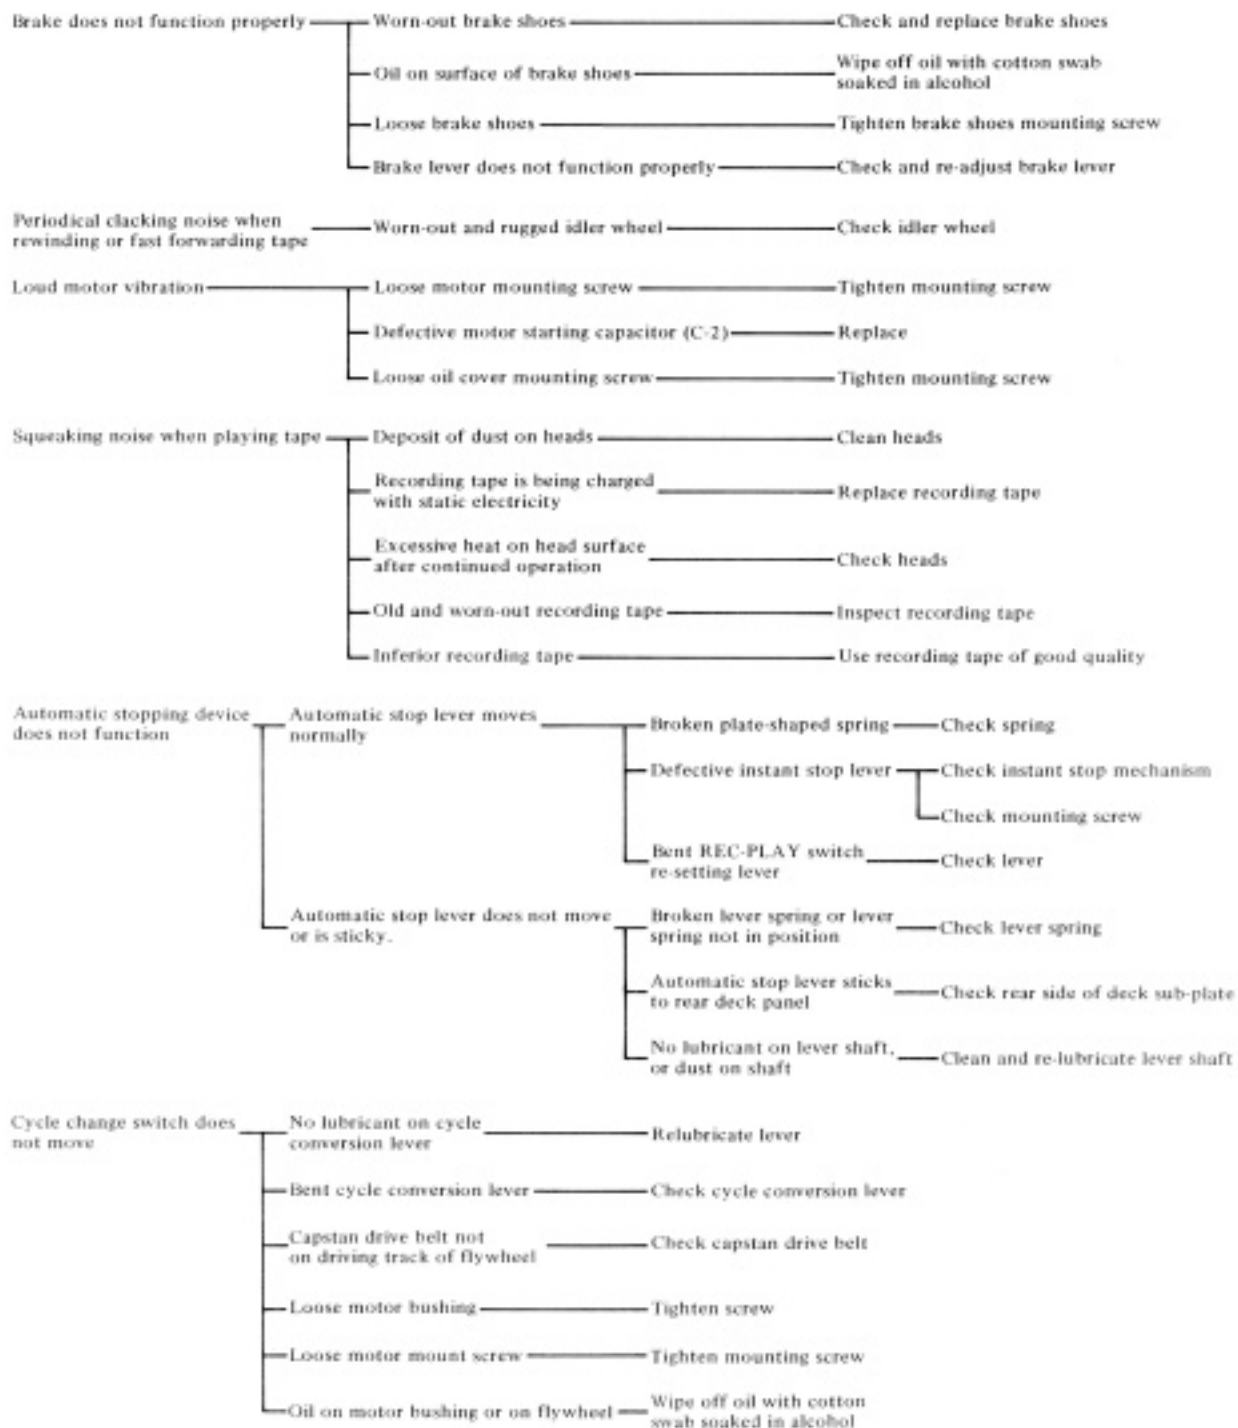 Brake does not function properly Worn-out brake shoes Check and replace brake shoes
Oil on surface of brake shoes Wipe off oil with cotton swab
soaked in alcohol
Loose brake shoes Tighten brake shoes mounting screw
Brake lever does not function properly Check and re-adjust brake lever
Periodical clacking noise when
rewinding or fast forwarding tape Worn-out and rugged idler wheel Check idler wheel
Loud motor vibration Loose motor mounting screw Tighten mounting screw
Defective motor starting capacitor (C-2) Replace
Loose oil cover mounting screw Tighten mounting screw
Squeaking noise when playing tape Deposit of dust on heads Clean heads
Recording tape is being charged
with static electricity Replace recording tape
Excessive heat on head surface
after continued operation Check heads
Old and worn-out recording tape Inspect recording tape
Inferior recording tape Use recording tape of good quality
Automatic stopping device
does not function
Automatic stop lever moves
normally
Broken plate-shaped spring Check spring
Defective instant stop lever Check instant stop mechanism
Check mounting screw
Bent REC-PLAY switch
re-setting lever Check lever
Automatic stop lever does not move
or is sticky.
Broken lever spring or lever
spring not in position Check lever spring
Automatic stop lever sticks
to rear deck panel Check rear side of deck sub-plate
No lubricant on lever shaft,
or dust on shaft Clean and re-lubricate lever shaft
Cycle change switch does
not move
No lubricant on cycle
conversion lever Relubricate lever
Bent cycle conversion lever Check cycle conversion lever
Capstan drive belt not
on driving track of flywheel Check capstan drive belt
Loose motor bushing Tighten screw
Loose motor mount screw Tighten mounting screw
Oil on motor bushing or on flywheel Wipe off oil with cotton
swab soaked in alcohol